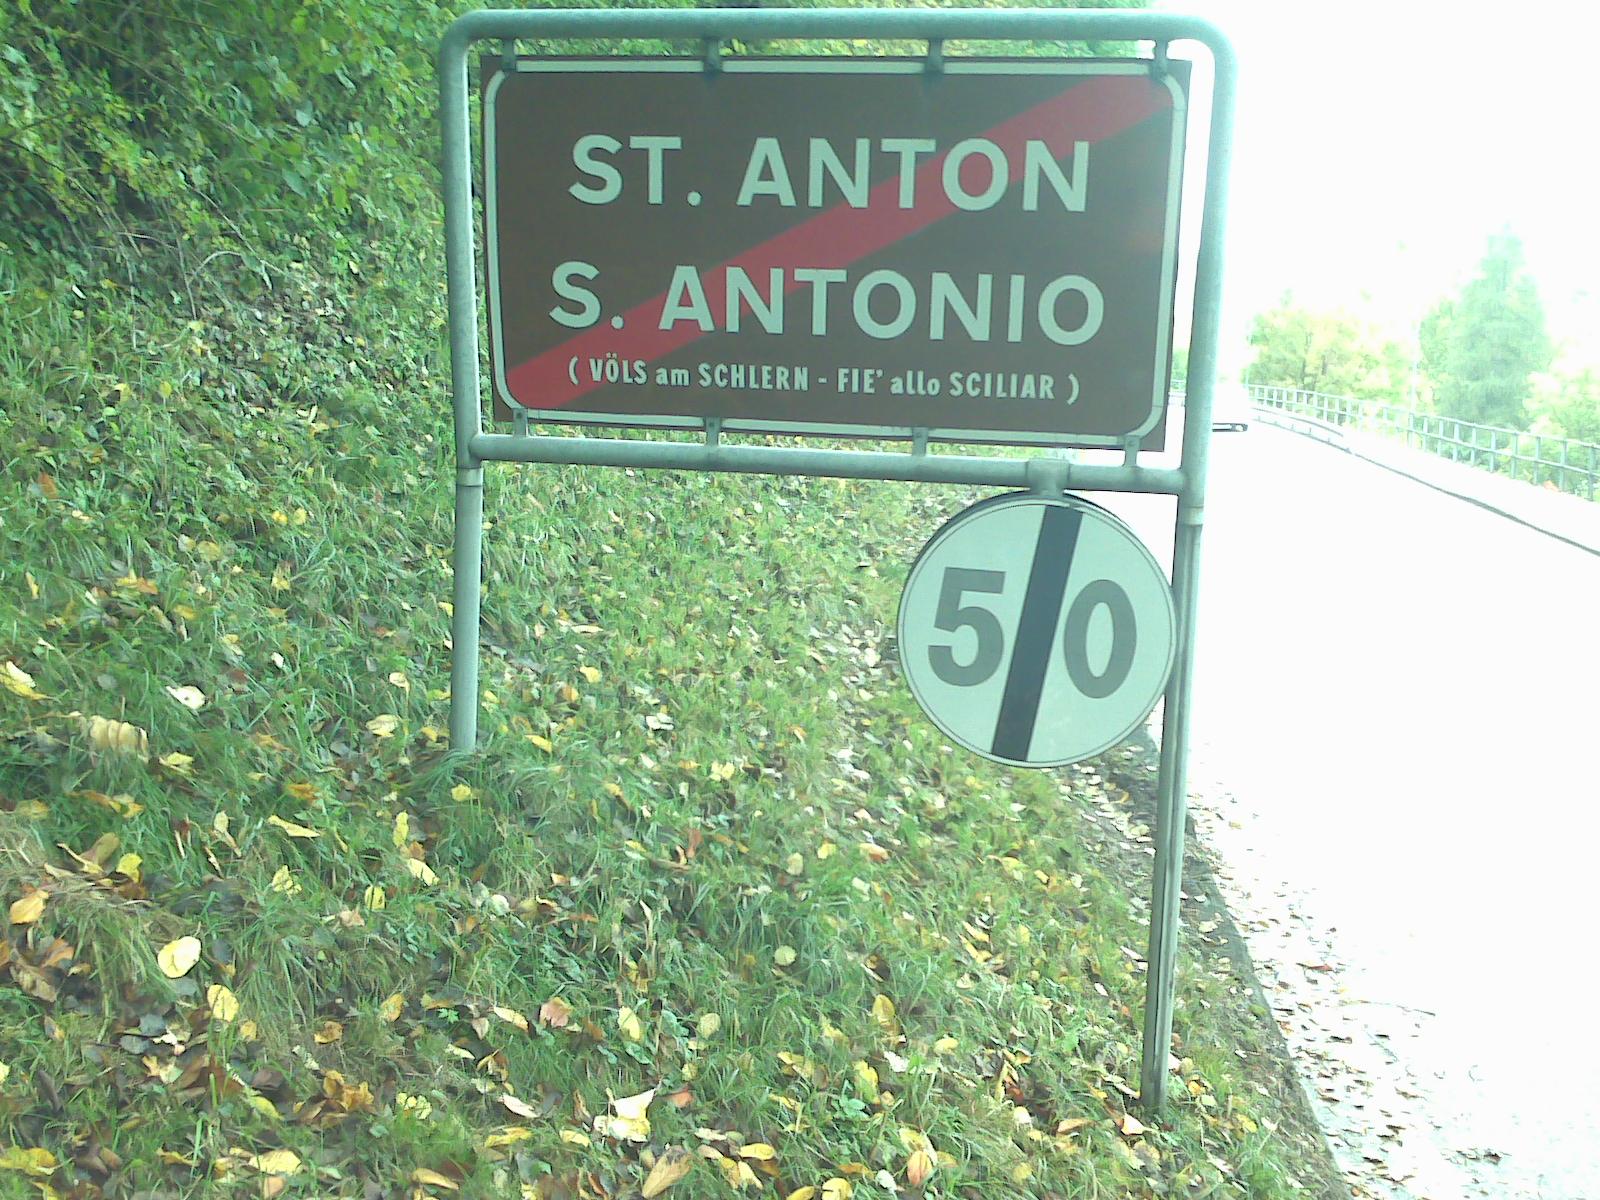 ST. ANTON
S. ANTONIO
( VÖLS am SCHLERN - FIE' allo SCILIAR )
50